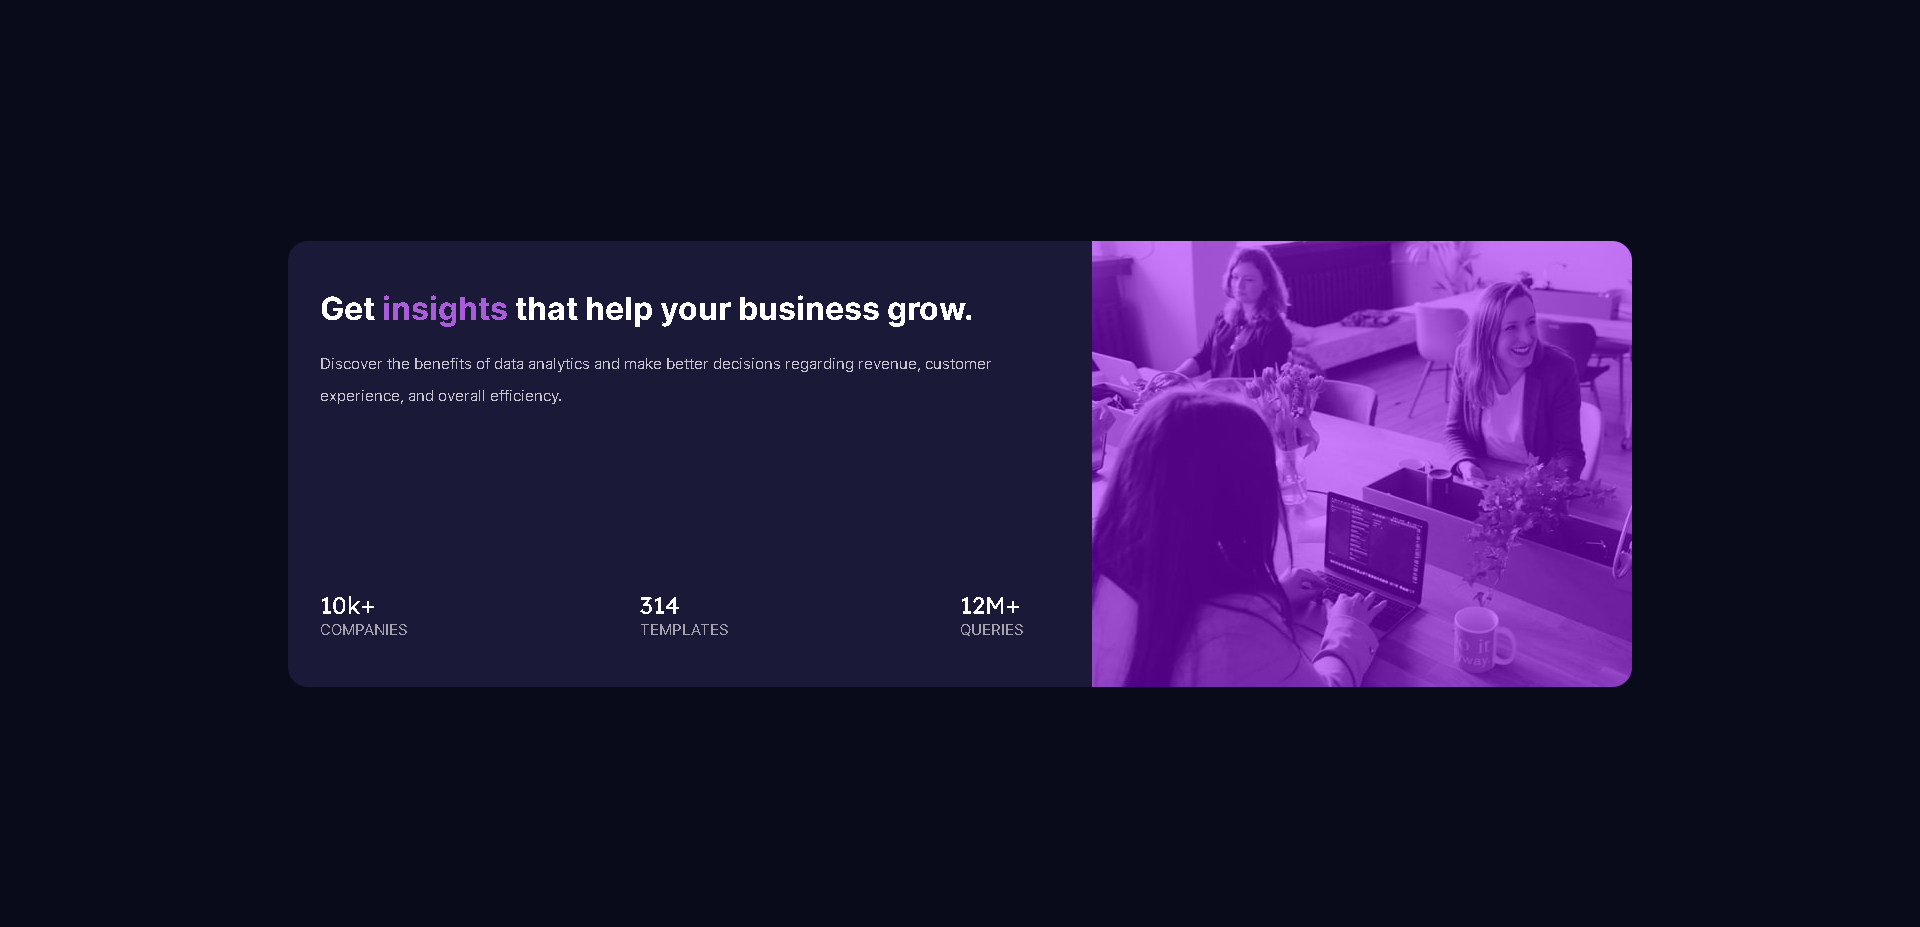 Get insights that help your business grow.
Discover the benefits of data analytics and make better decisions regarding revenue, customer
experience, and overall efficiency.
10k+
COMPANIES
314
TEMPLATES
12M+
QUERIES